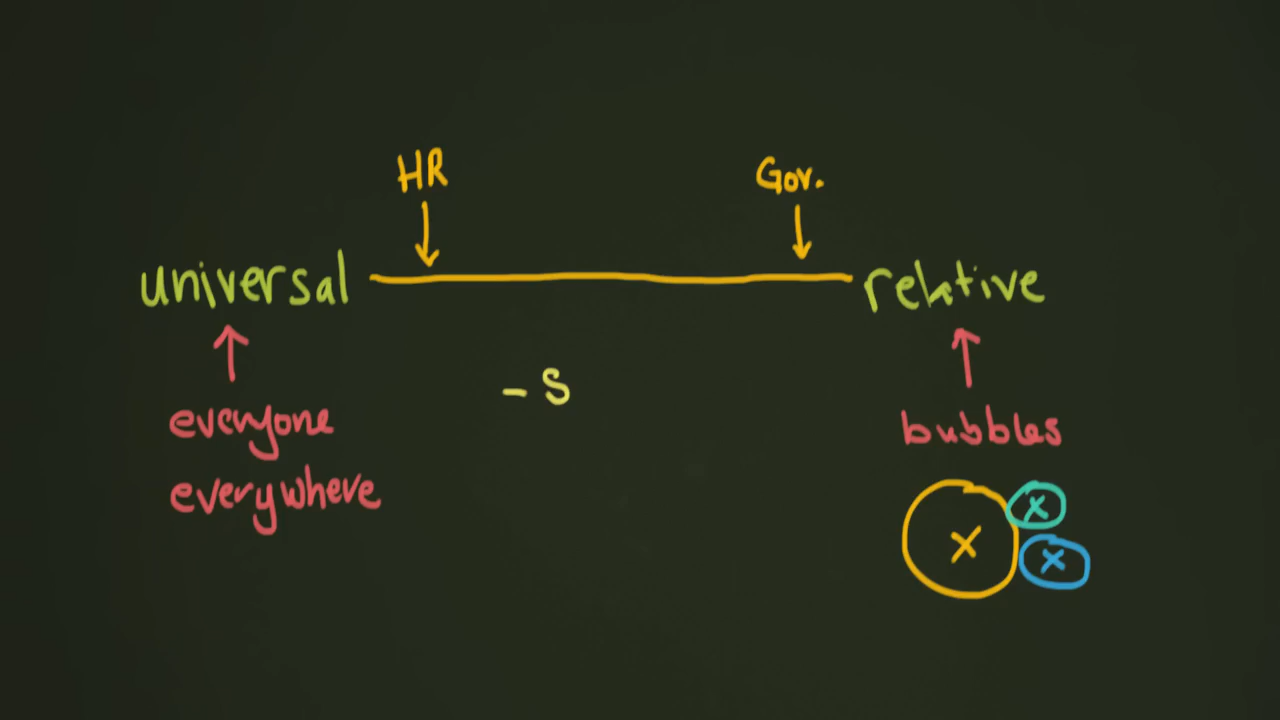 HR
Gov.
universal
relative
- S
everyone
everywhere
bubbles
x
x
x